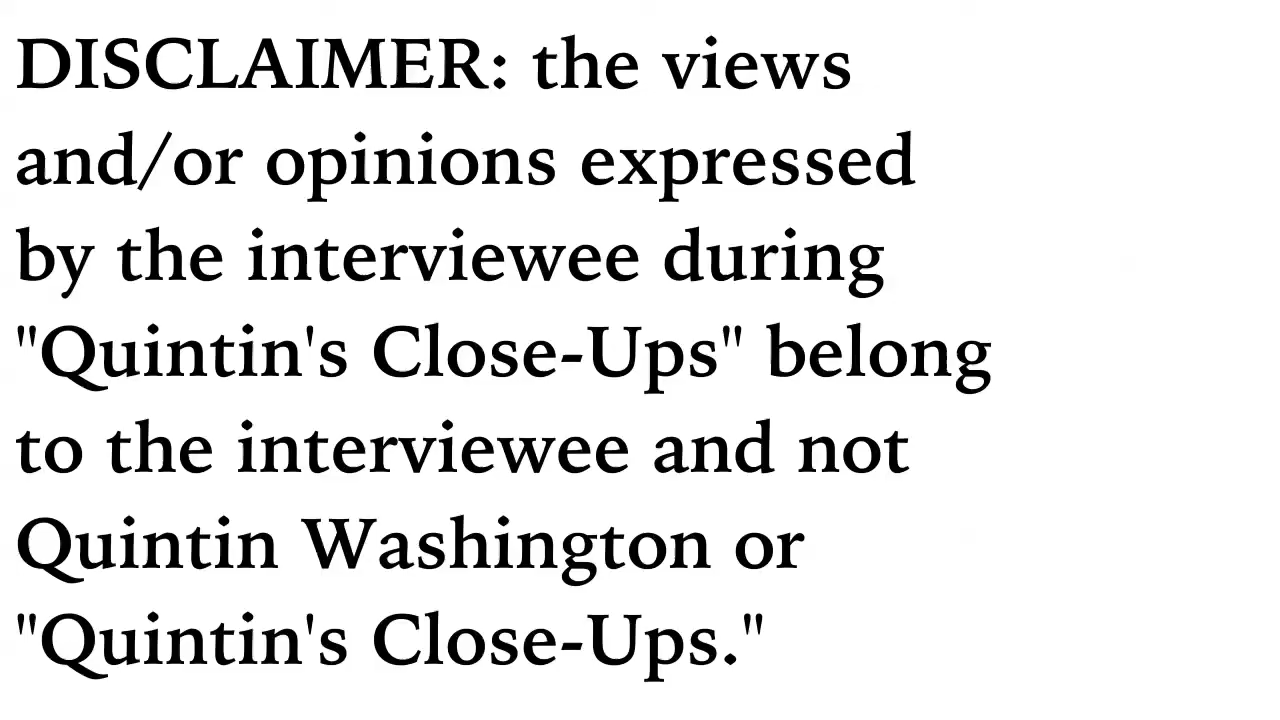 DISCLAIMER: the views
and/or opinions expressed
by the interviewee during
"Quintin's Close-Ups" belong
to the interviewee and not
Quintin Washington or
"Quintin's Close-Ups."